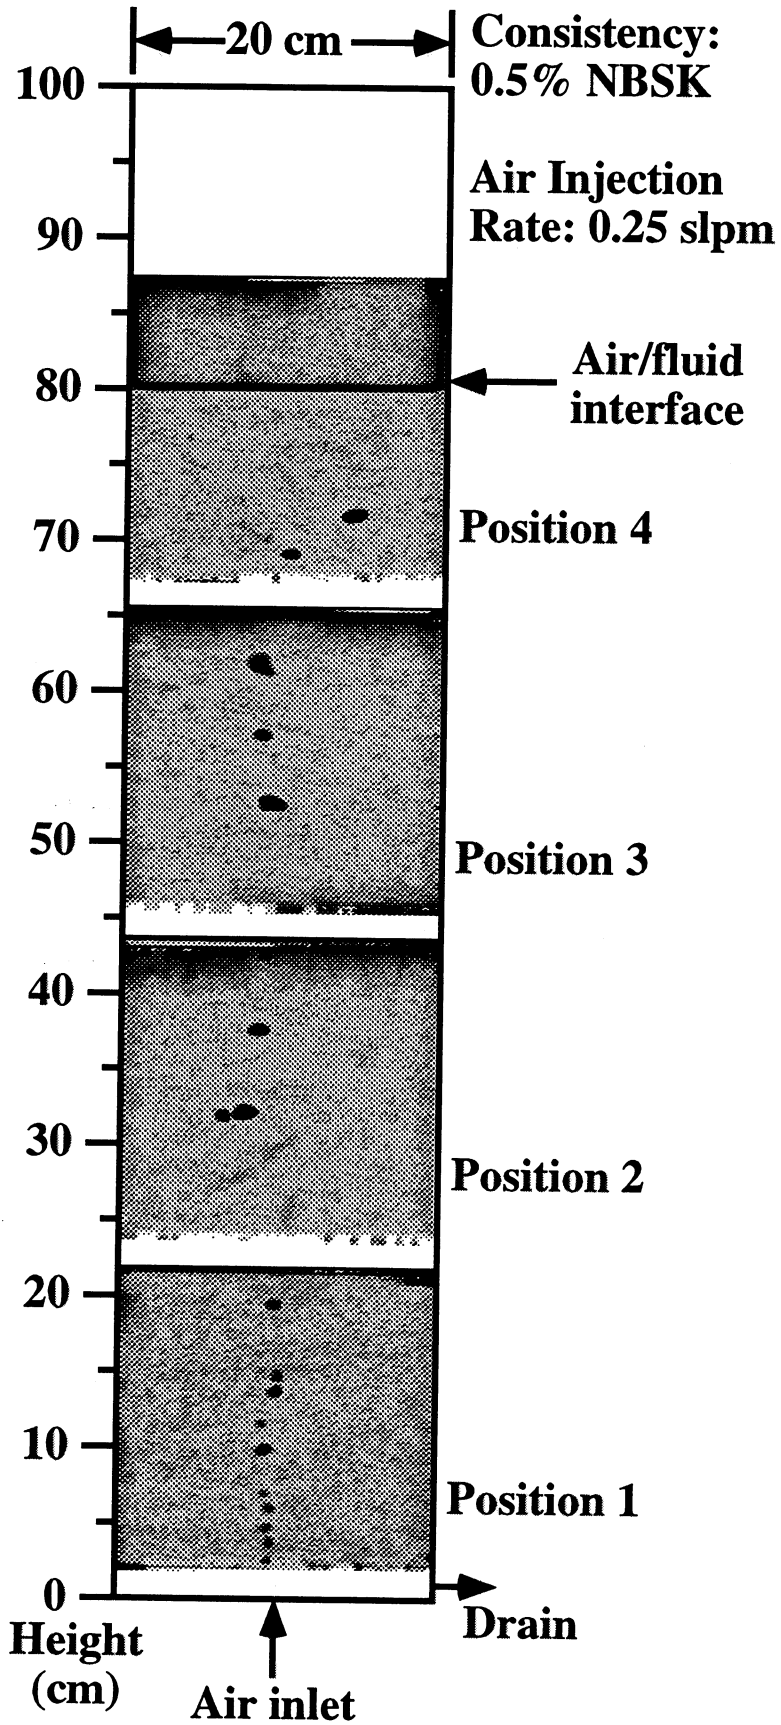 20 cm
Consistency:
0.5% NBSK
100
Air Injection
Rate: 0.25 slpm
90
Air/fluid
interface
80
70
Position 4
60
50
Position 3
40
30
Position 2
20
10
Position 1
0
Height
(cm)
Drain
Air inlet